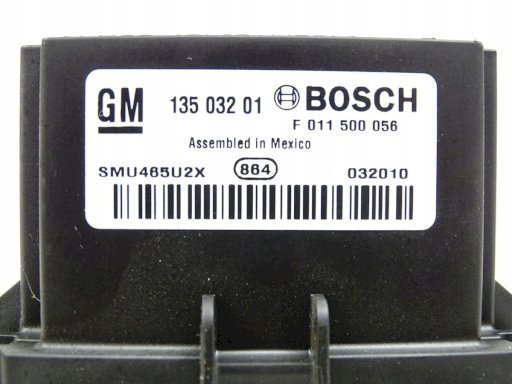 GM 135 032 01 BOSCH
F 011 500 056
Assembled in Mexico
SMU465U2X 864 032010